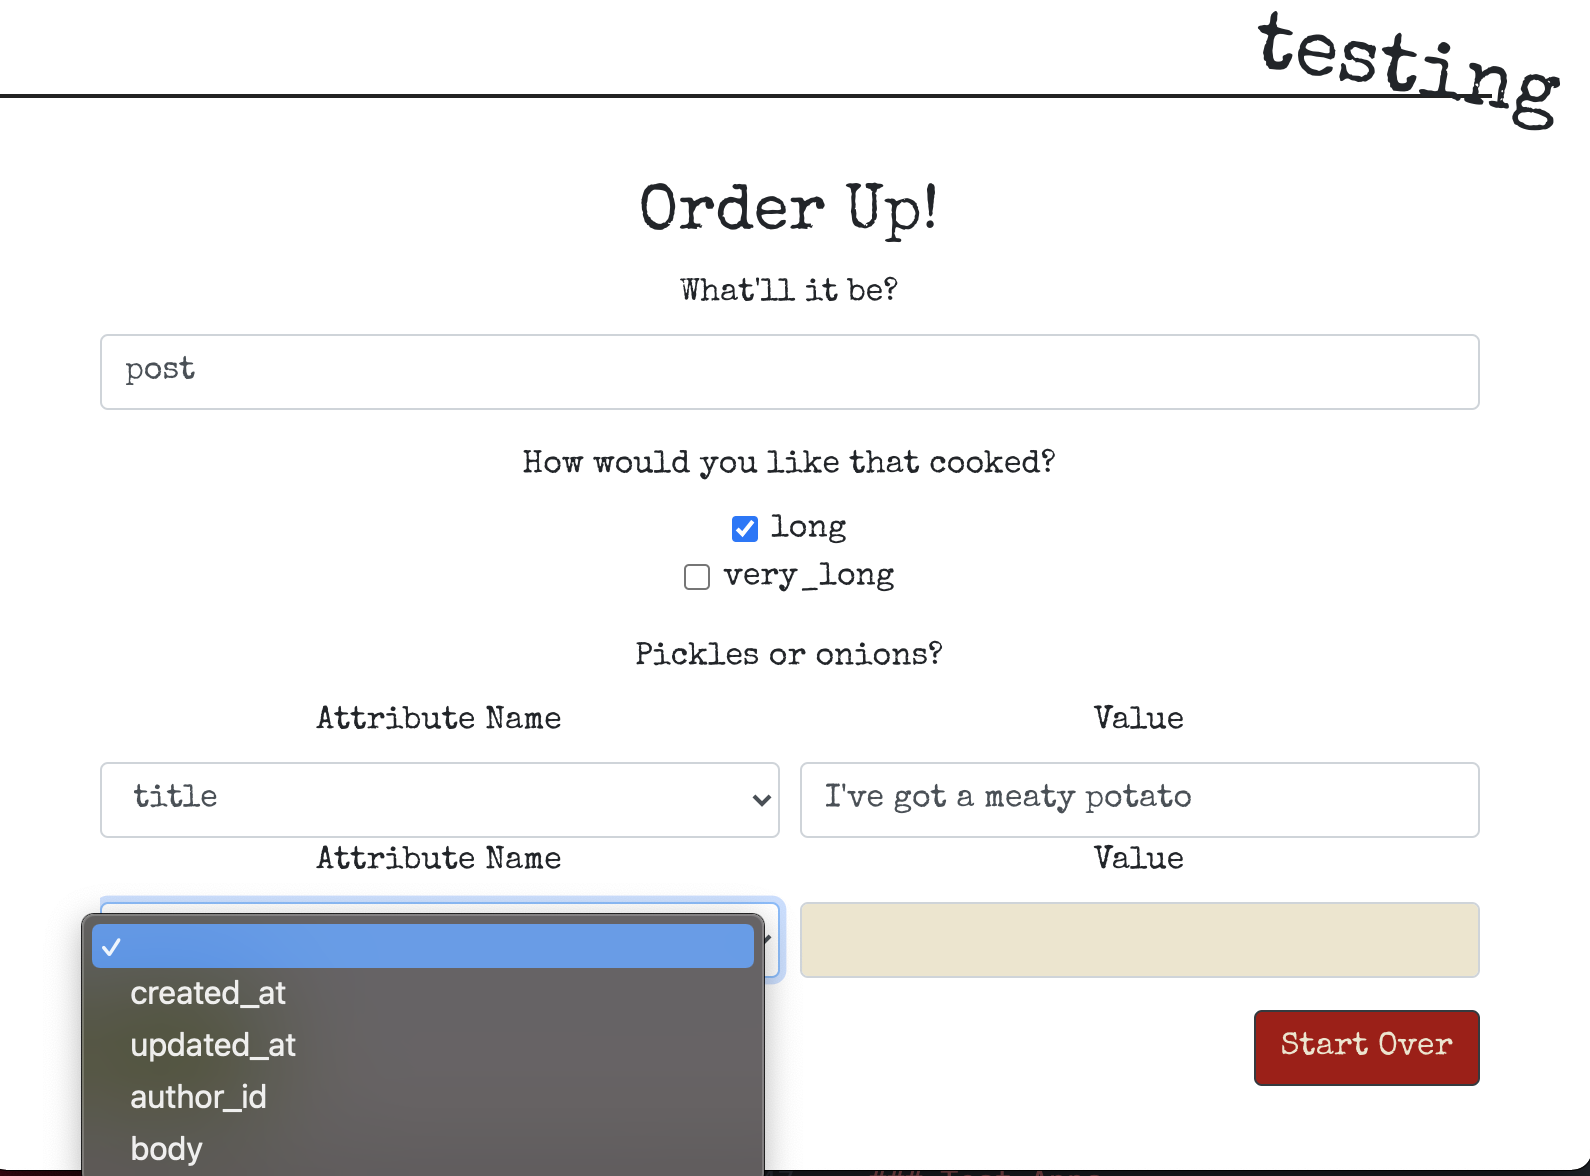 testing
Order Up!
What'll it be?
post
How would you like that cooked?
long
very_long
Pickles or onions?
Attribute Name Value
title I've got a meaty potato
Attribute Name Value
created_at
updated_at
Start Over
author_id
body